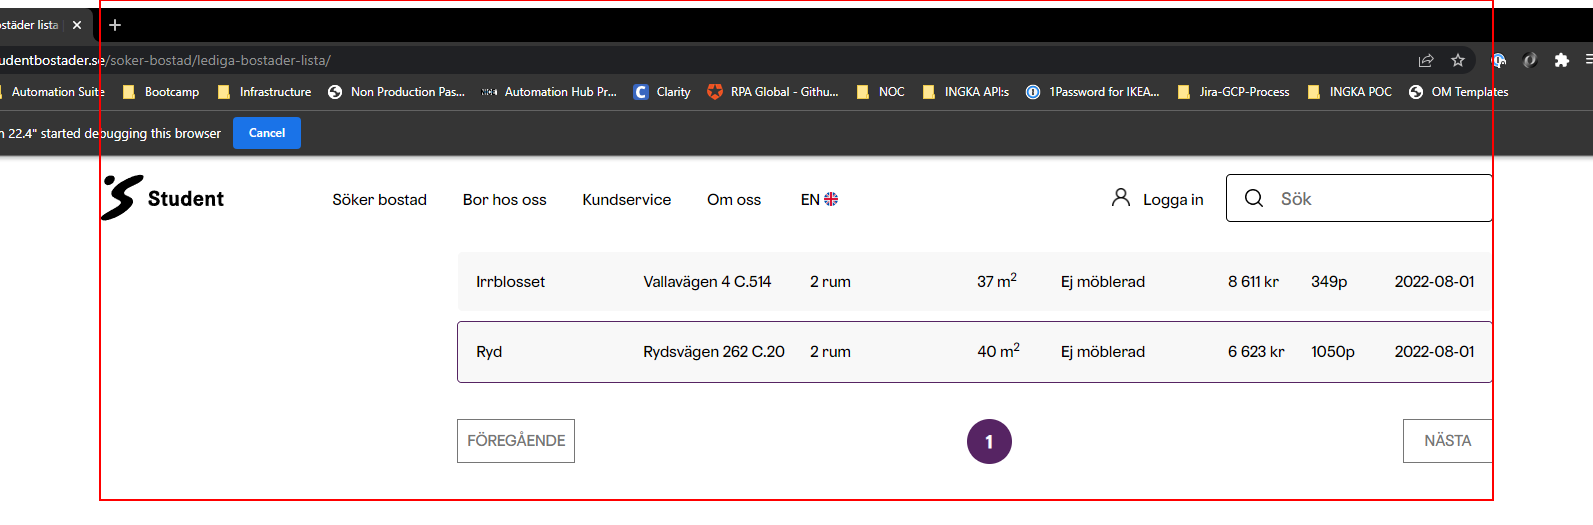 ostäder lista
udentbostader.se/soker-bostad/lediga-bostader-lista/
Automation Suite Bootcamp Infrastructure Non Production Pas... Automation Hub Pr... Clarity RPA Global - Githu... NOC INGKA API:s 1Password for IKEA... Jira-GCP-Process INGKA POC OM Templates
22.4" started debugging this browser Cancel
Student Söker bostad Bor hos oss Kundservice Om oss EN Logga in Sök
Irrblosset Vallavägen 4 C.514 2 rum 37 m² Ej möblerad 8 611 kr 349p 2022-08-01
Ryd Rydsvägen 262 C.20 2 rum 40 m² Ej möblerad 6 623 kr 1050p 2022-08-01
FÖREGÅENDE 1 NÄSTA